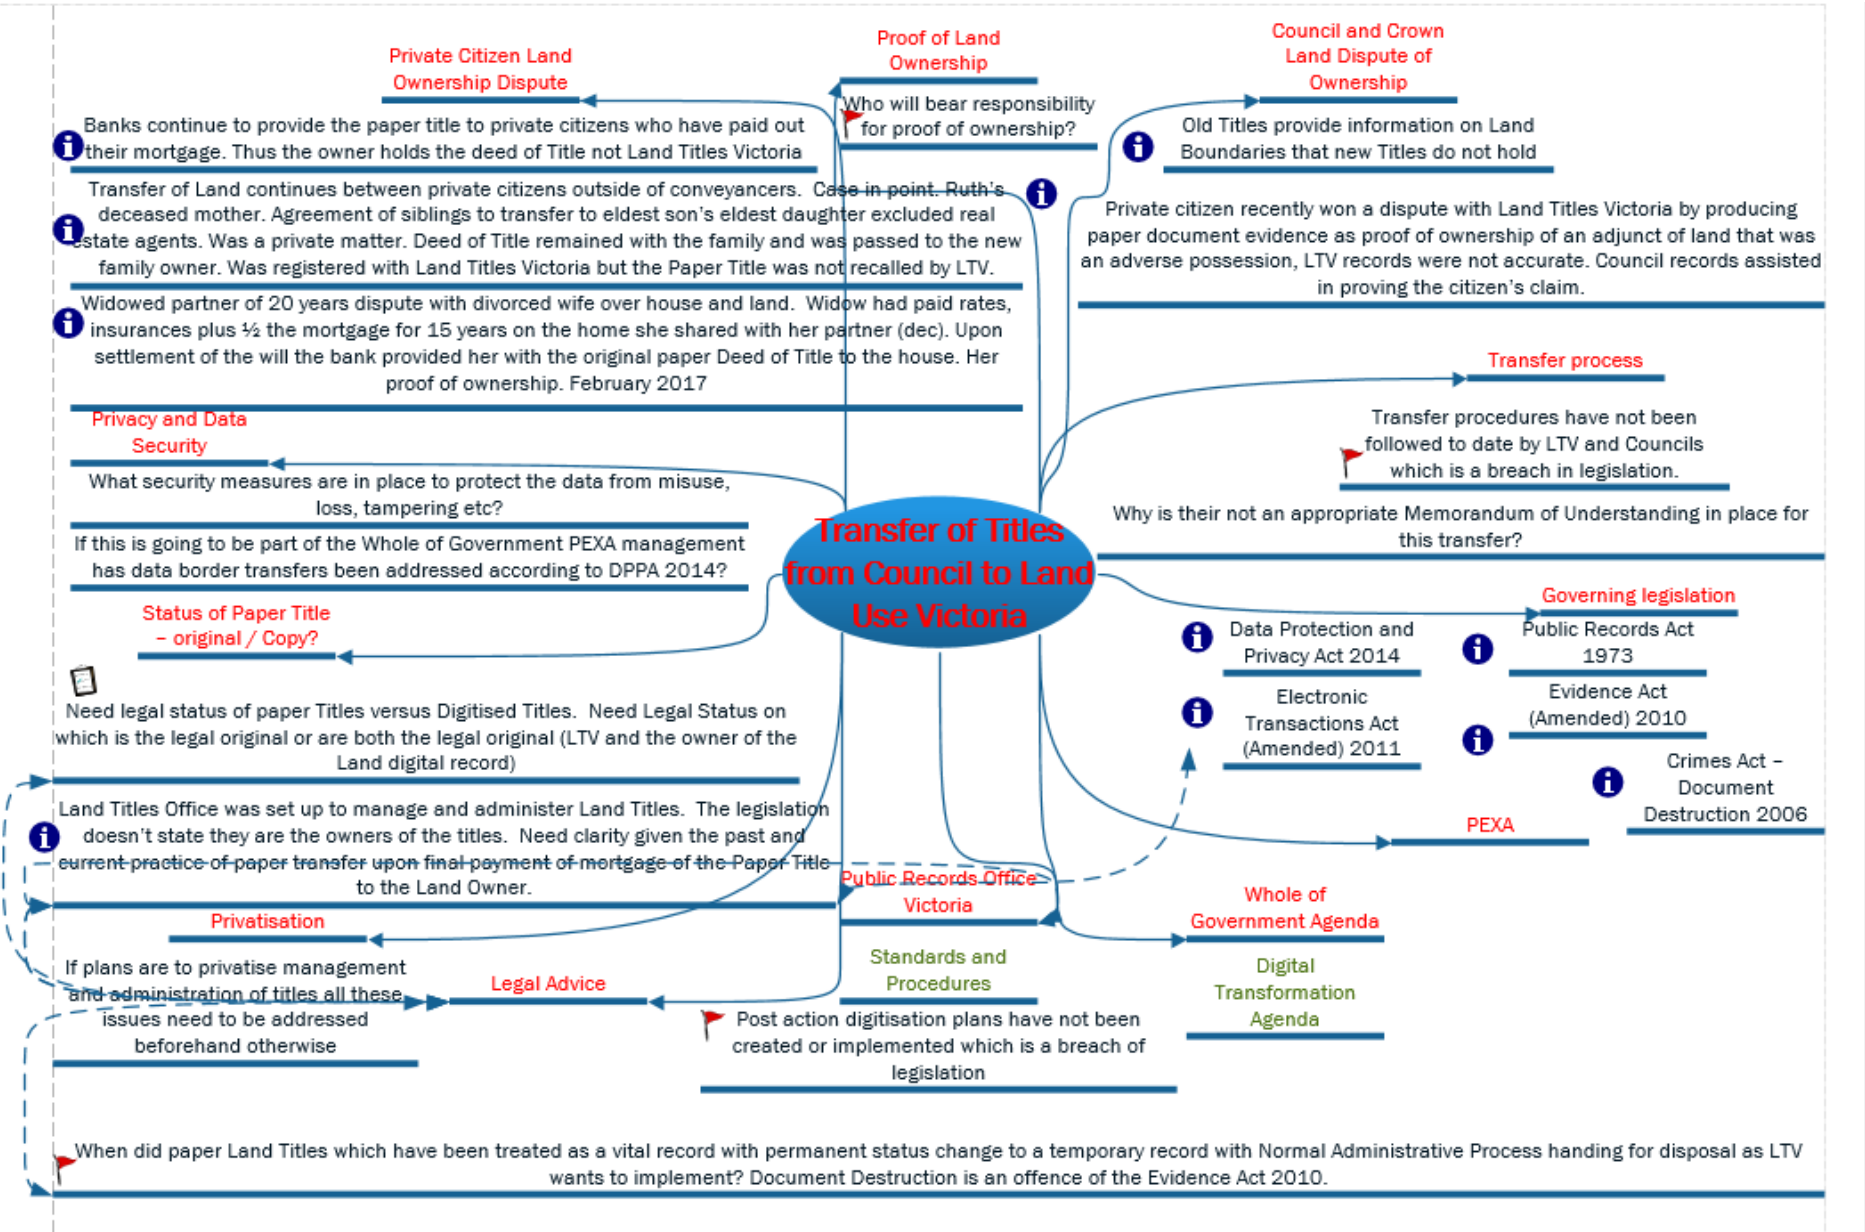 Private Citizen Land
Ownership Dispute
Banks continue to provide the paper title to private citizens who have paid out
their mortgage. Thus the owner holds the deed of Title not Land Titles Victoria
Transfer of Land continues between private citizens outside of conveyancers. Case in point. Ruth's
deceased mother. Agreement of siblings to transfer to eldest son's eldest daughter excluded real
estate agents. Was a private matter. Deed of Title remained with the family and was passed to the new
family owner. Was registered with Land Titles Victoria but the Paper Title was not recalled by LTV.
Widowed partner of 20 years dispute with divorced wife over house and land. Widow had paid rates,
insurances plus ½ the mortgage for 15 years on the home she shared with her partner (dec). Upon
settlement of the will the bank provided her with the original paper Deed of Title to the house. Her
proof of ownership. February 2017
Proof of Land
Ownership
Who will bear responsibility
for proof of ownership?
Council and Crown
Land Dispute of
Ownership
Old Titles provide information on Land
Boundaries that new Titles do not hold
Private citizen recently won a dispute with Land Titles Victoria by producing
paper document evidence as proof of ownership of an adjunct of land that was
an adverse possession, LTV records were not accurate. Council records assisted
in proving the citizen's claim.
Transfer process
Transfer procedures have not been
followed to date by LTV and Councils
which is a breach in legislation.
Why is their not an appropriate Memorandum of Understanding in place for
this transfer?
Privacy and Data
Security
What security measures are in place to protect the data from misuse,
loss, tampering etc?
If this is going to be part of the Whole of Government PEXA management
has data border transfers been addressed according to DPPA 2014?
Transfer of Titles
from Council to Land
Use Victoria
Status of Paper Title
– original / Copy?
Need legal status of paper Titles versus Digitised Titles. Need Legal Status on
which is the legal original or are both the legal original (LTV and the owner of the
Land digital record)
Land Titles Office was set up to manage and administer Land Titles. The legislation
doesn't state they are the owners of the titles. Need clarity given the past and
current practice of paper transfer upon final payment of mortgage of the Paper Title
to the Land Owner.
Governing legislation
Data Protection and
Privacy Act 2014
Public Records Act
1973
Electronic
Transactions Act
(Amended) 2011
Evidence Act
(Amended) 2010
Crimes Act –
Document
Destruction 2006
PEXA
Privatisation
If plans are to privatise management
and administration of titles all these
issues need to be addressed
beforehand otherwise
Legal Advice
Public Records Office
Victoria
Standards and
Procedures
Post action digitisation plans have not been
created or implemented which is a breach of
legislation
Whole of
Government Agenda
Digital
Transformation
Agenda
When did paper Land Titles which have been treated as a vital record with permanent status change to a temporary record with Normal Administrative Process handing for disposal as LTV
wants to implement? Document Destruction is an offence of the Evidence Act 2010.